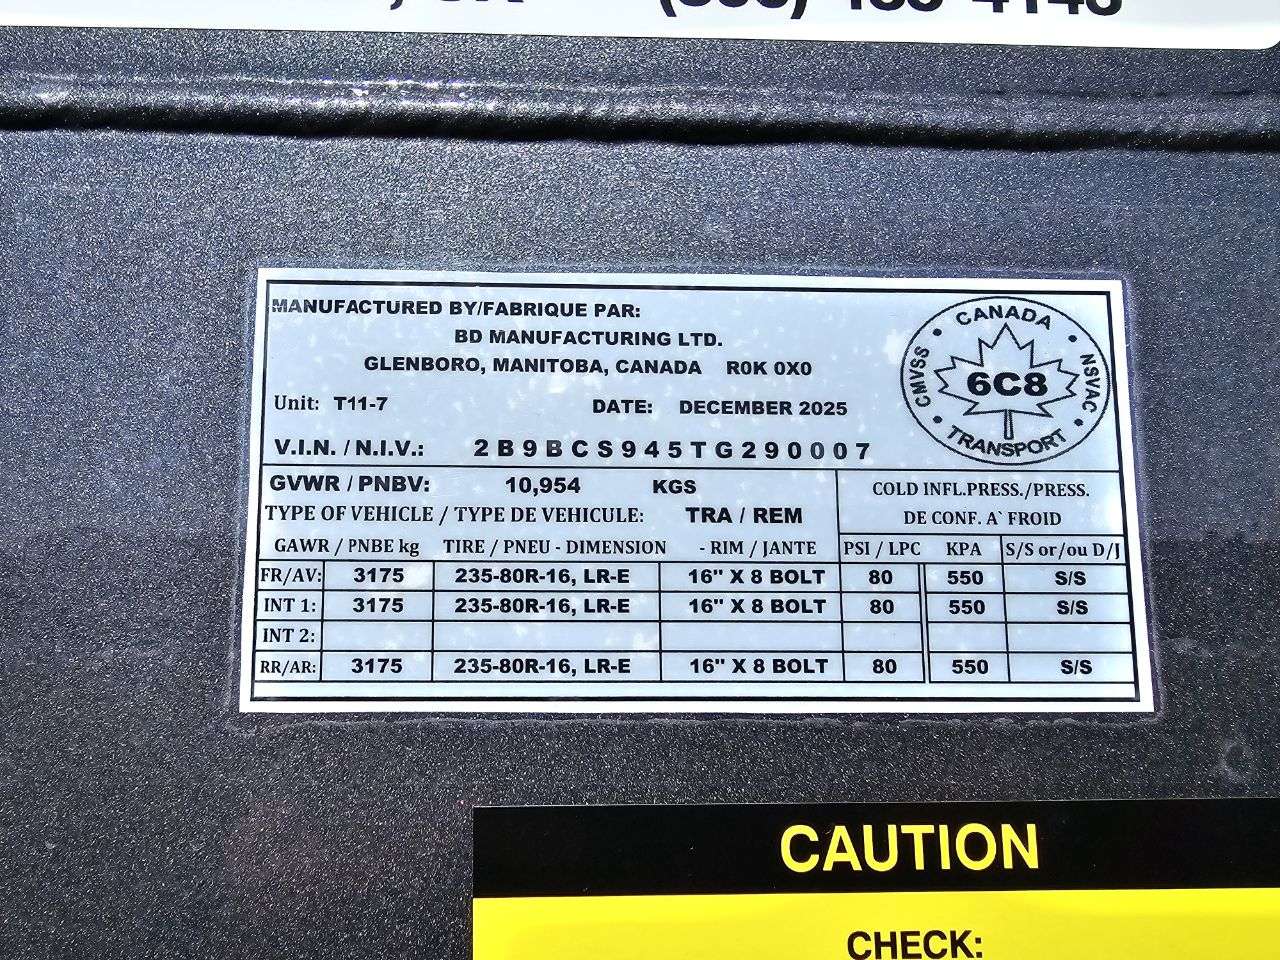 MANUFACTURED BY/FABRIQUE PAR:
BD MANUFACTURING LTD.
GLENBORO, MANITOBA, CANADA R0K 0X0
Unit: T11-7 DATE: DECEMBER 2025
V.I.N. / N.I.V.: 2B9BCS945TG290007
CANADA
CMVSS 6C8 NSVAC
TRANSPORT
GVWR / PNBV: 10,954 KGS
TYPE OF VEHICLE / TYPE DE VEHICULE: TRA / REM
COLD INFL.PRESS./PRESS.
DE CONF. A` FROID
GAWR / PNBE kg TIRE / PNEU - DIMENSION - RIM / JANTE PSI / LPC KPA S/S or/ou D/J
FR/AV: 3175 235-80R-16, LR-E 16" X 8 BOLT 80 550 S/S
INT 1: 3175 235-80R-16, LR-E 16" X 8 BOLT 80 550 S/S
INT 2:
RR/AR: 3175 235-80R-16, LR-E 16" X 8 BOLT 80 550 S/S
CAUTION
CHECK: